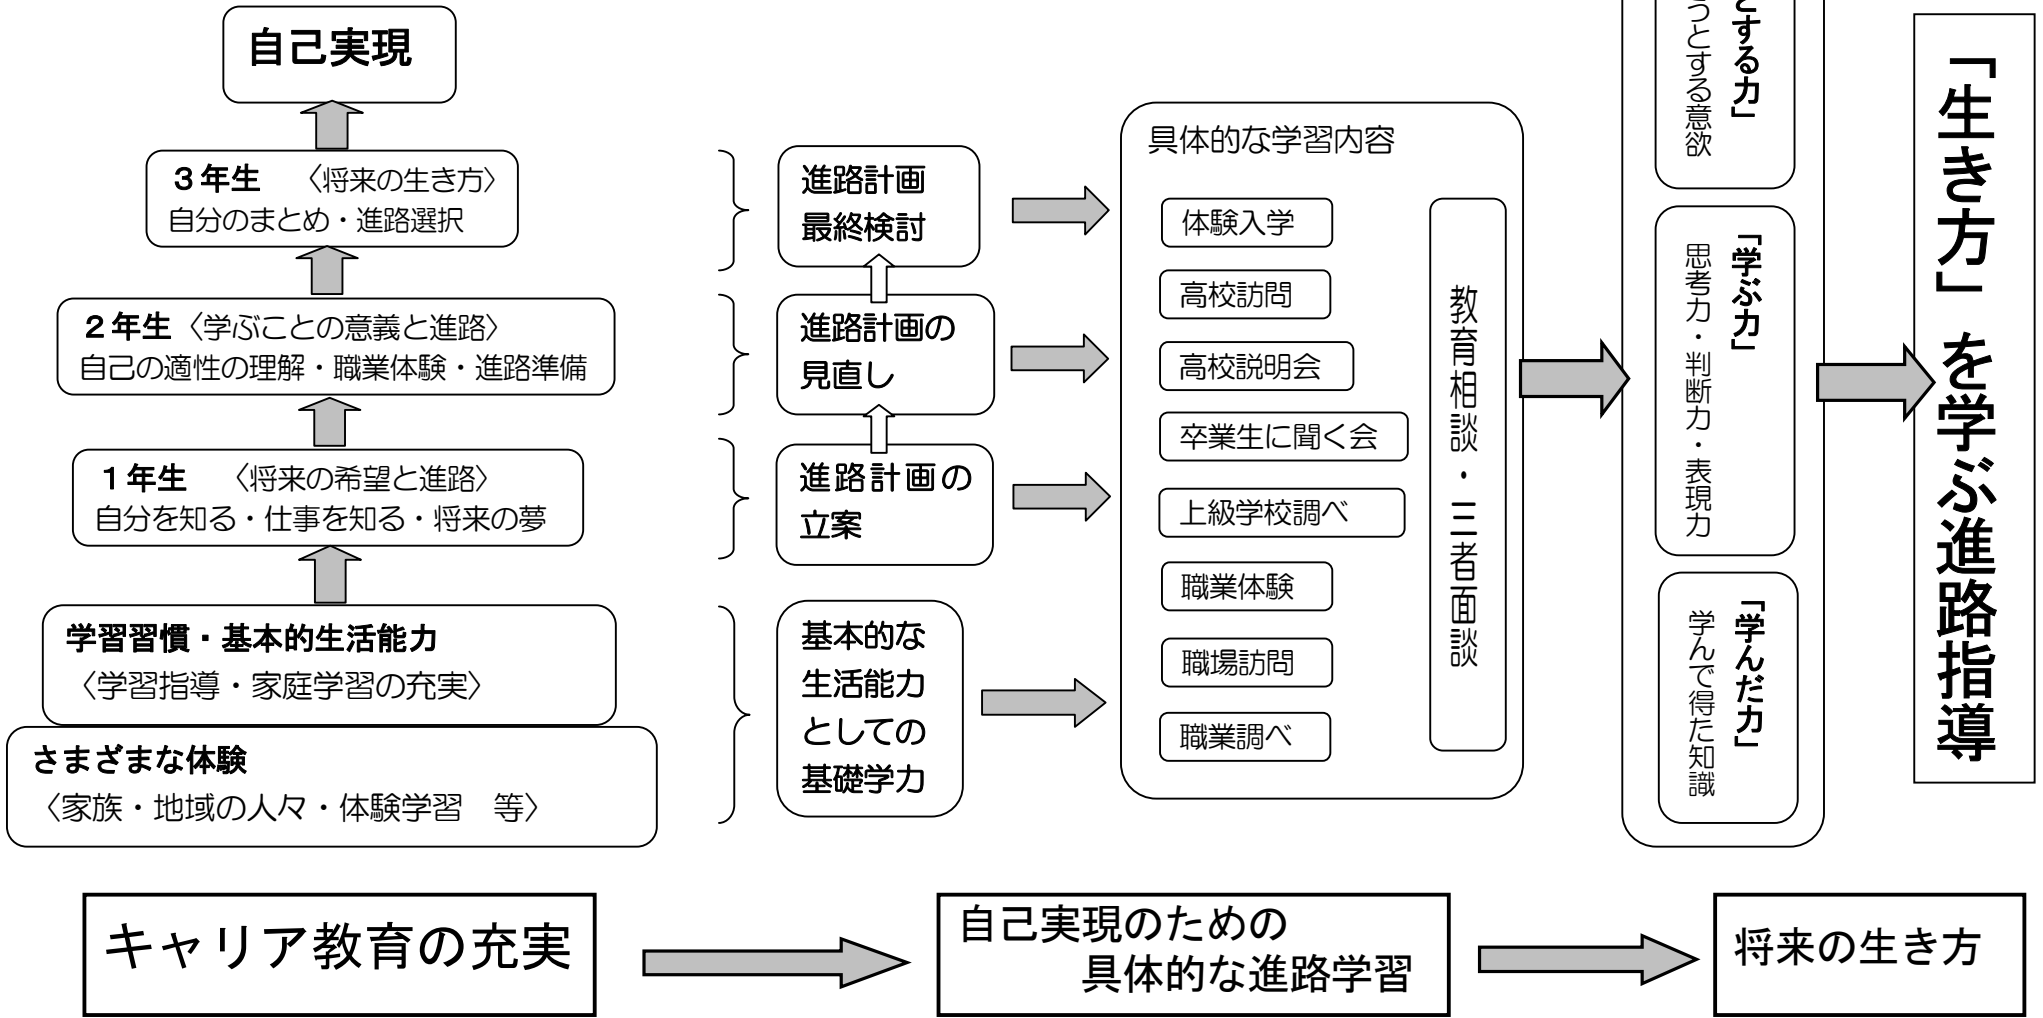 自己実現
３年生　〈将来の生き方〉
自分のまとめ・進路選択
２年生〈学ぶことの意義と進路〉
自己の適性の理解・職業体験・進路準備
１年生　〈将来の希望と進路〉
自分を知る・仕事を知る・将来の夢
学習習慣・基本的生活能力
〈学習指導・家庭学習の充実〉
さまざまな体験
〈家族・地域の人々・体験学習　等〉
進路計画
最終検討
進路計画の
見直し
進路計画の
立案
基本的な
生活能力
としての
基礎学力
具体的な学習内容
体験入学
高校訪問
高校説明会
卒業生に聞く会
上級学校調べ
職業体験
職場訪問
職業調べ
教育相談・三者面談
とする力」
うとする意欲
「学ぶ力」
思考力・判断力・表現力
「学んだ力」
学んで得た知識
「生き方」を学ぶ進路指導
キャリア教育の充実
自己実現のための
具体的な進路学習
将来の生き方